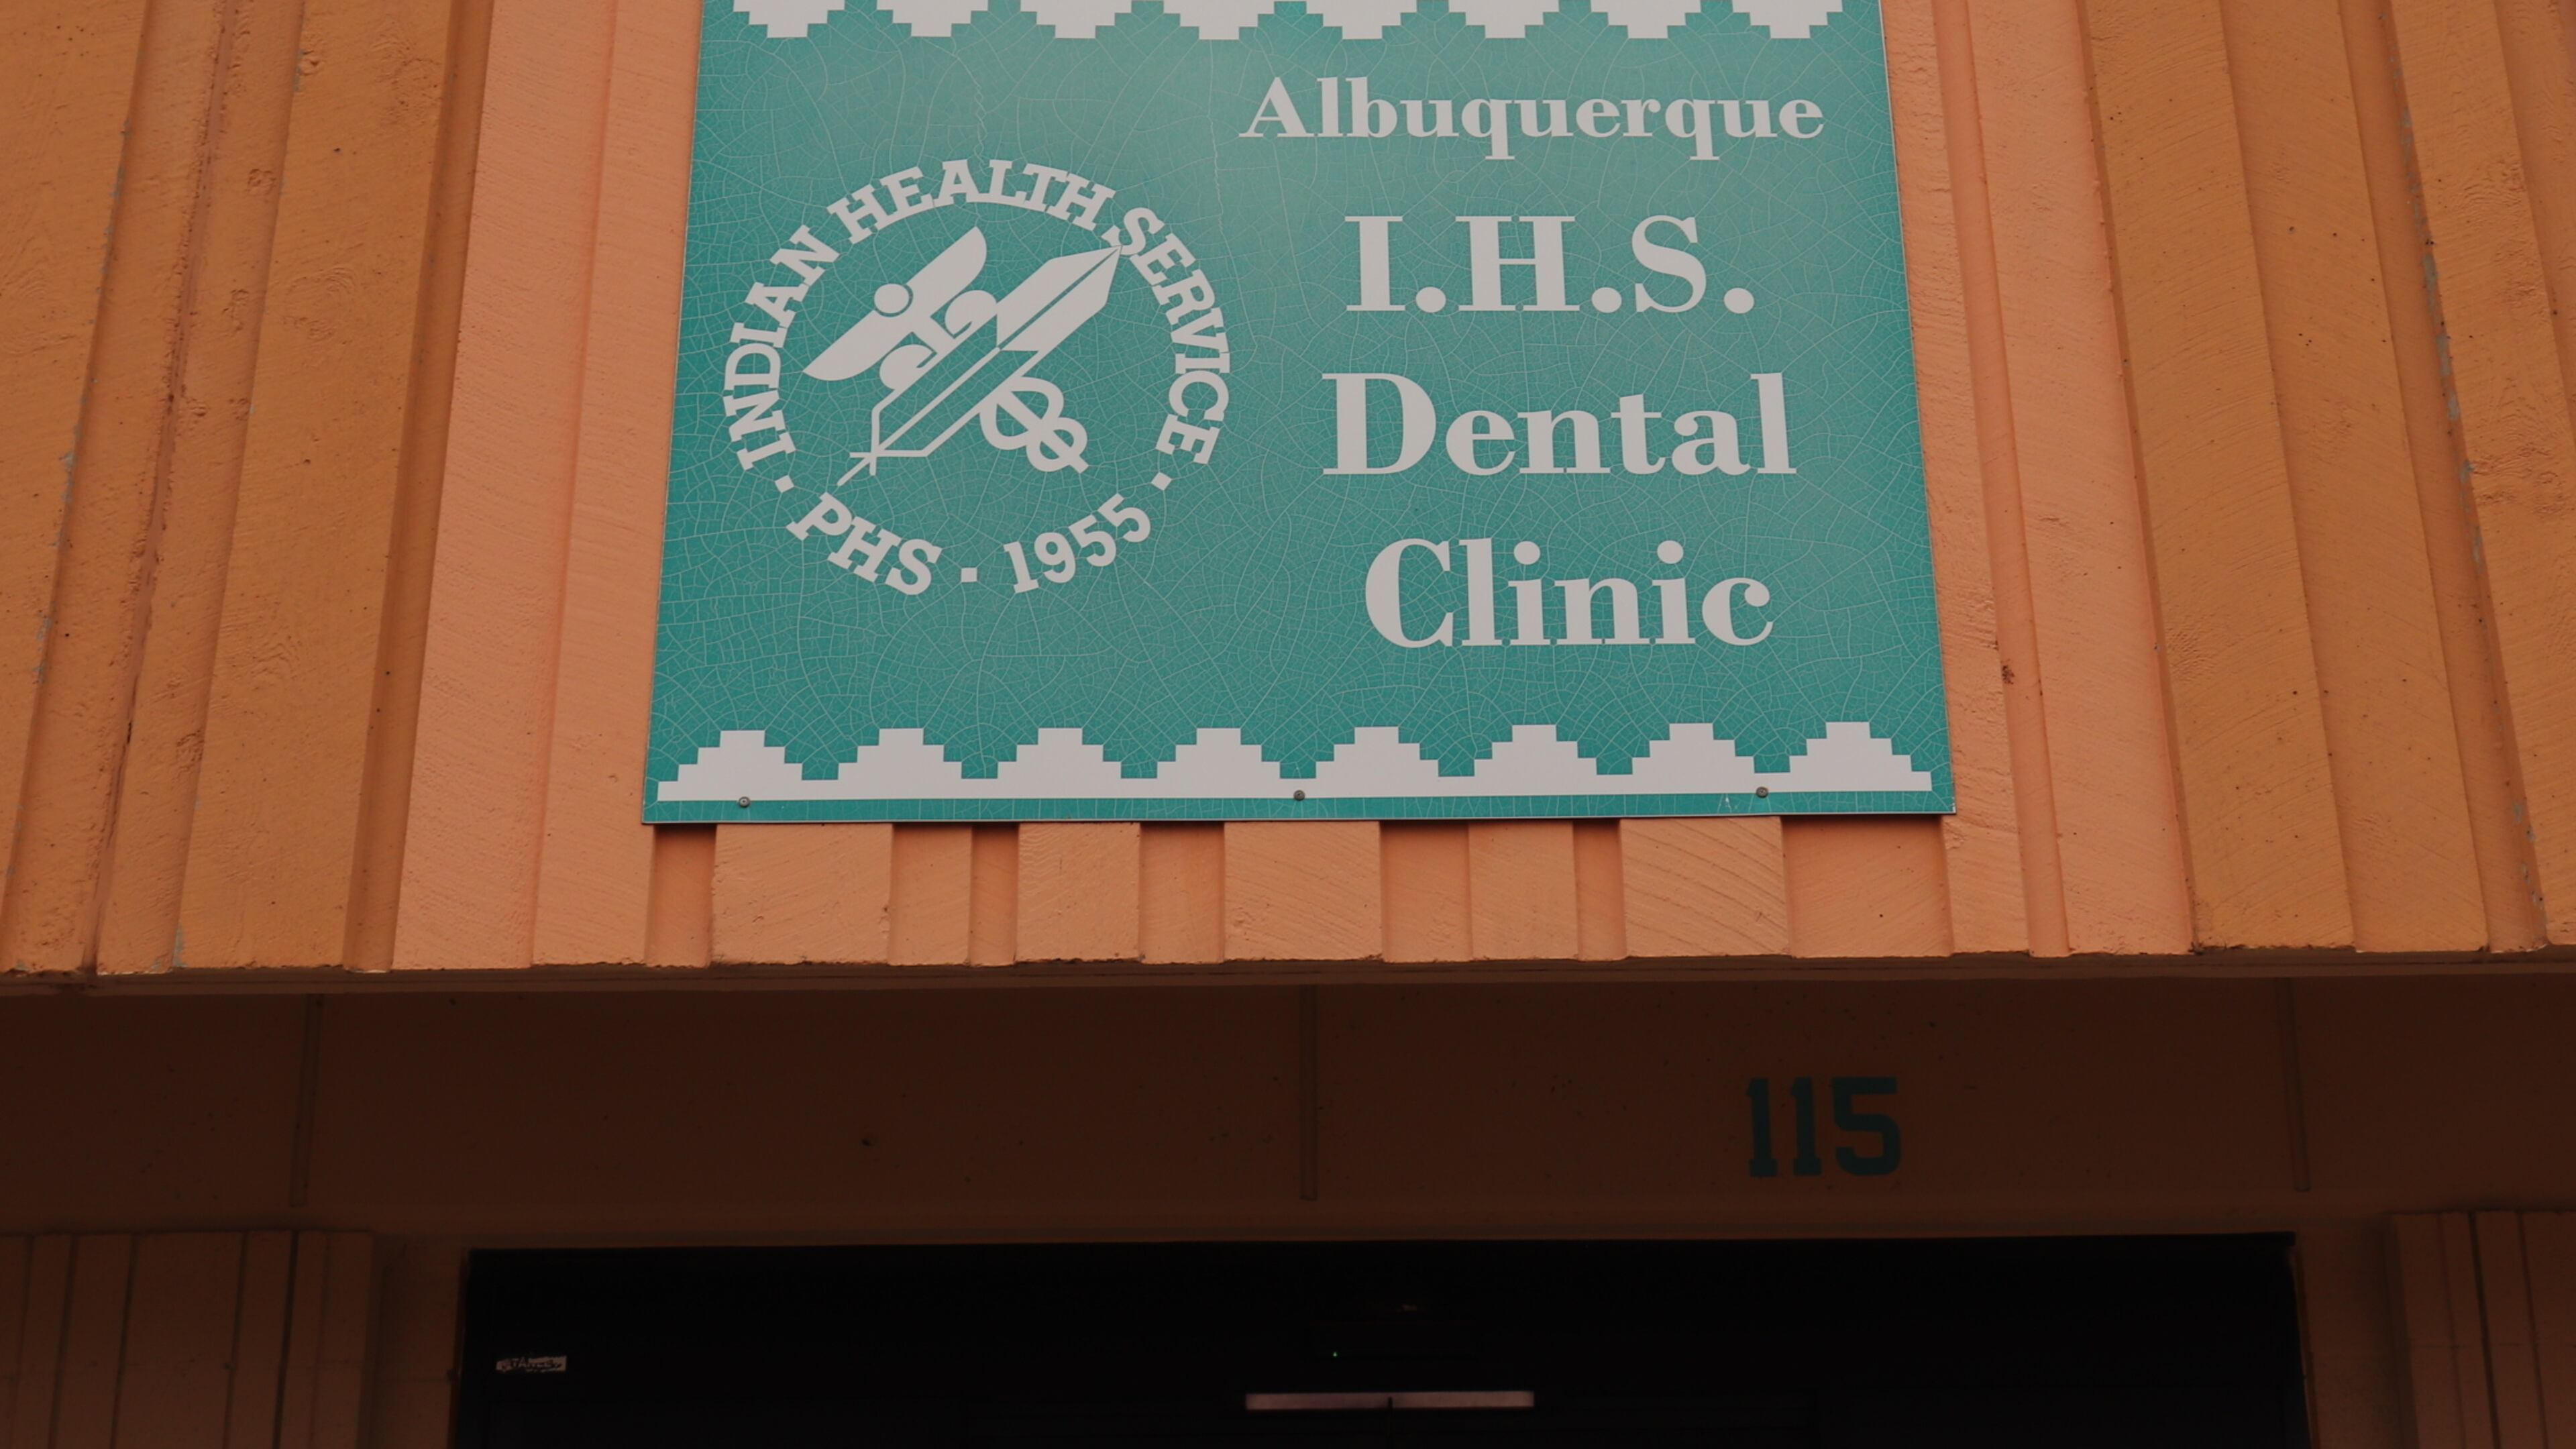 INDIAN HEALTH SERVICE
PHS · 1955
Albuquerque
I.H.S.
Dental
Clinic
115